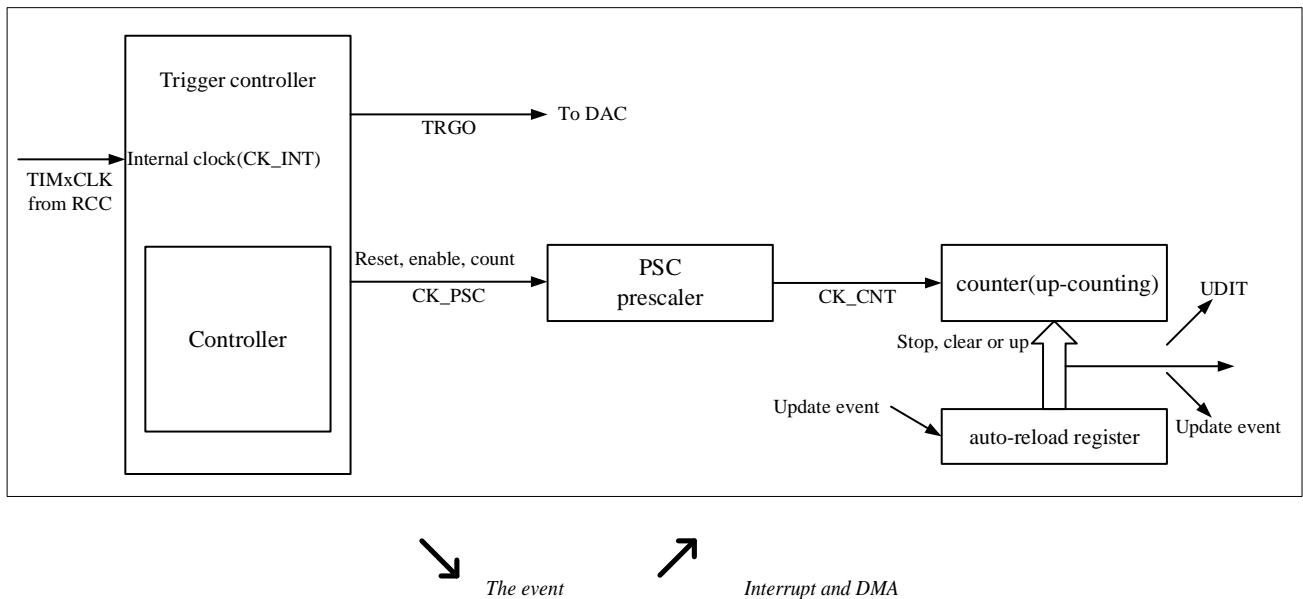 Trigger controller
TRGO
To DAC
Internal clock(CK_INT)
TIMxCLK
from RCC
Reset, enable, count
CK_PSC
PSC
prescaler
CK_CNT
counter(up-counting)
UDIT
Controller
Stop, clear or up
Update event
auto-reload register
Update event
The event
Interrupt and DMA